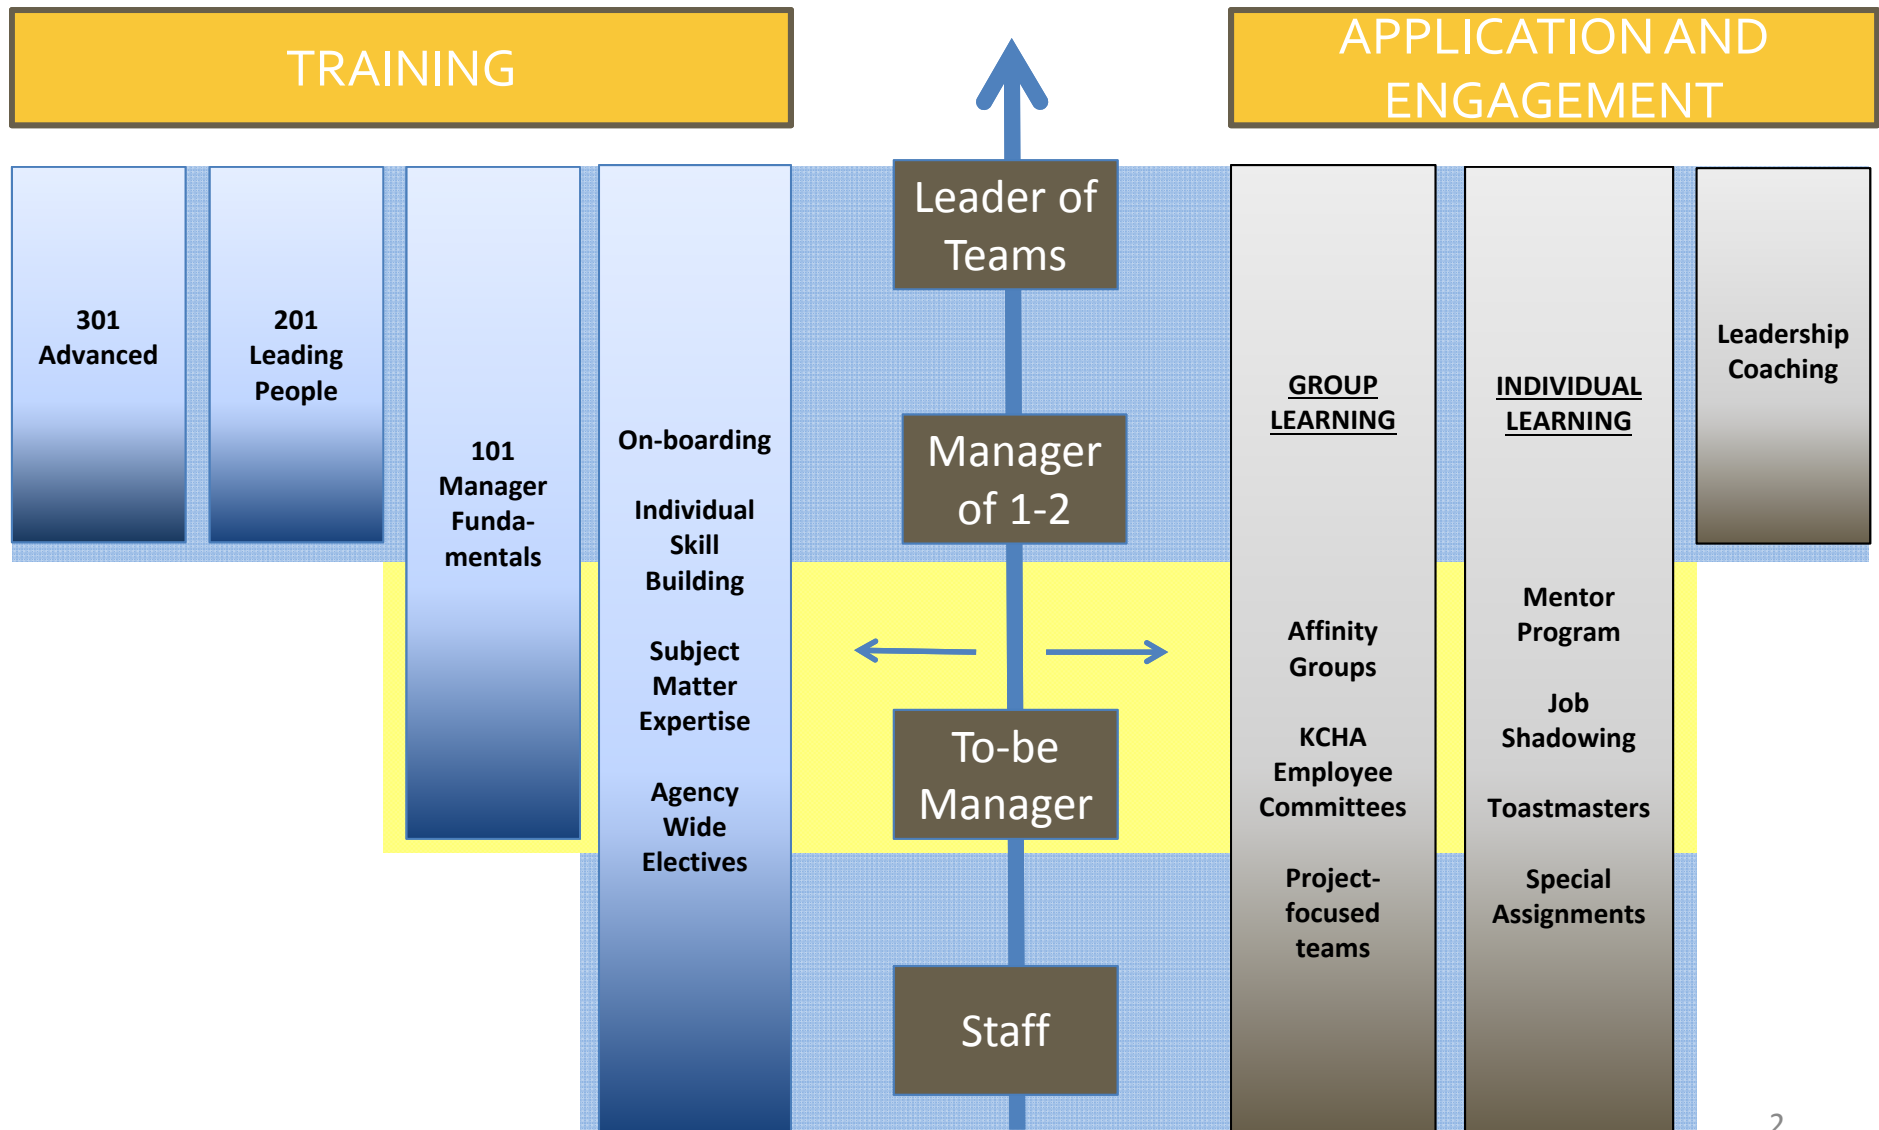 TRAINING
APPLICATION AND
ENGAGEMENT
301
Advanced
201
Leading
People
101
Manager
Funda-
mentals
On-boarding
Individual
Skill
Building
Subject
Matter
Expertise
Agency
Wide
Electives
Leader of
Teams
Manager
of 1-2
To-be
Manager
Staff
GROUP
LEARNING
Affinity
Groups
KCHA
Employee
Committees
Project-
focused
teams
INDIVIDUAL
LEARNING
Mentor
Program
Job
Shadowing
Toastmasters
Special
Assignments
Leadership
Coaching
2